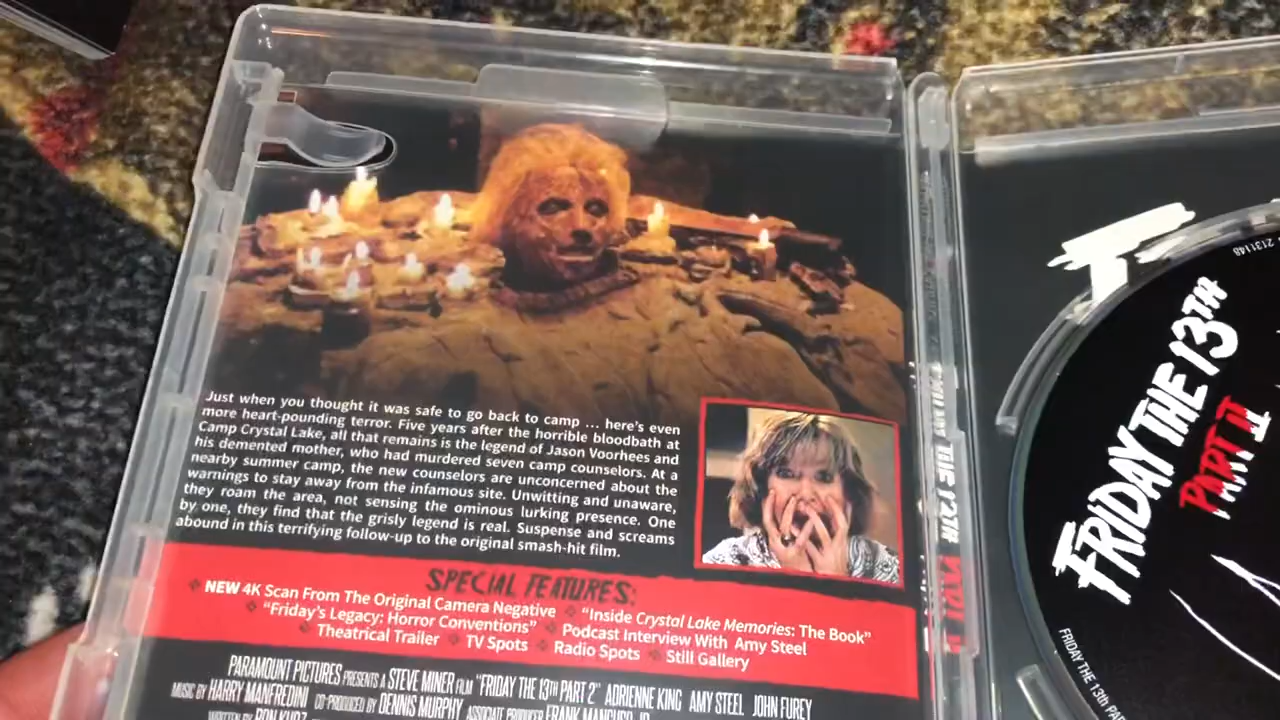 Just when you thought it was safe to go back to camp ... here's even
more heart-pounding terror. Five years after the horrible bloodbath at
Camp Crystal Lake, all that remains is the legend of Jason Voorhees and
his demented mother, who had murdered seven camp counselors. At a
nearby summer camp, the new counselors are unconcerned about the
warnings to stay away from the infamous site. Unwitting and unaware,
they roam the area, not sensing the ominous lurking presence. One
by one, they find that the grisly legend is real. Suspense and screams
abound in this terrifying follow-up to the original smash-hit film.
SPECIAL FEATURES:
NEW 4K Scan From The Original Camera Negative "Inside Crystal Lake Memories: The Book"
"Friday's Legacy: Horror Conventions" Podcast Interview With Amy Steel
Theatrical Trailer TV Spots Radio Spots Still Gallery
PARAMOUNT PICTURES PRESENTS A STEVE MINER FILM "FRIDAY THE 13TH PART 2" ADRIENNE KING AMY STEEL JOHN FUREY
MUSIC BY HARRY MANFREDINI CO-PRODUCED BY DENNIS MURPHY ASSOCIATE PRODUCER FRANK MANCUSO, JR.
WRITTEN BY RON KURZ
FRIDAY THE 13TH
PART II
2131148
FRIDAY THE 13th PA